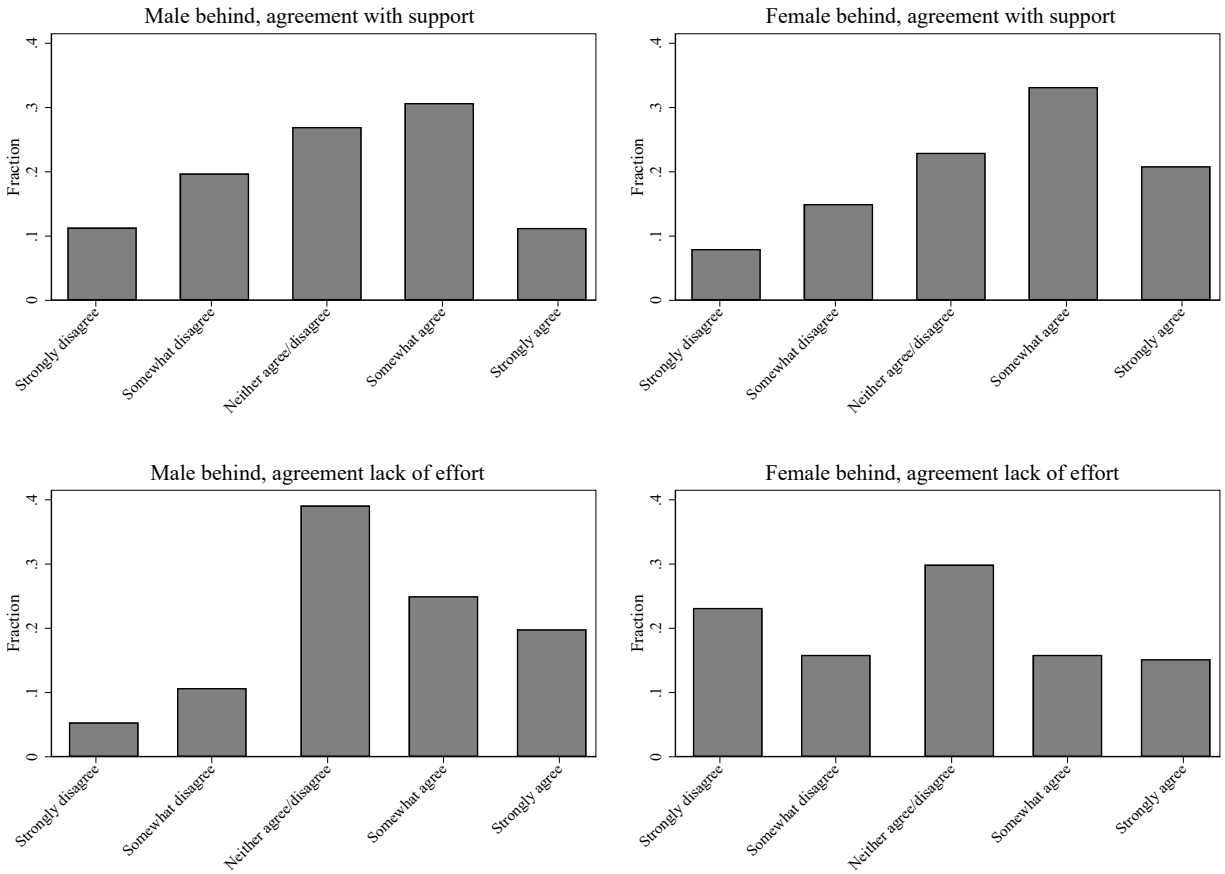 Male behind, agreement with support
Fraction
.4
.3
.2
.1
0
Strongly disagree
Somewhat disagree
Neither agree/disagree
Somewhat agree
Strongly agree
Female behind, agreement with support
Fraction
.4
.3
.2
.1
0
Strongly disagree
Somewhat disagree
Neither agree/disagree
Somewhat agree
Strongly agree
Male behind, agreement lack of effort
Fraction
.4
.3
.2
.1
0
Strongly disagree
Somewhat disagree
Neither agree/disagree
Somewhat agree
Strongly agree
Female behind, agreement lack of effort
Fraction
.4
.3
.2
.1
0
Strongly disagree
Somewhat disagree
Neither agree/disagree
Somewhat agree
Strongly agree